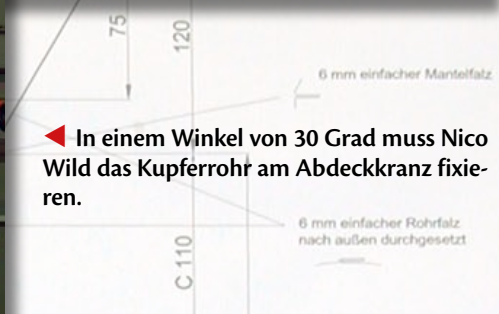 75
120
6 mm einfacher Mantelfalz
◀ In einem Winkel von 30 Grad muss Nico
Wild das Kupferrohr am Abdeckkranz fixie-
ren.
6 mm einfacher Rohrfalz
nach außen durchgesetzt
C 110